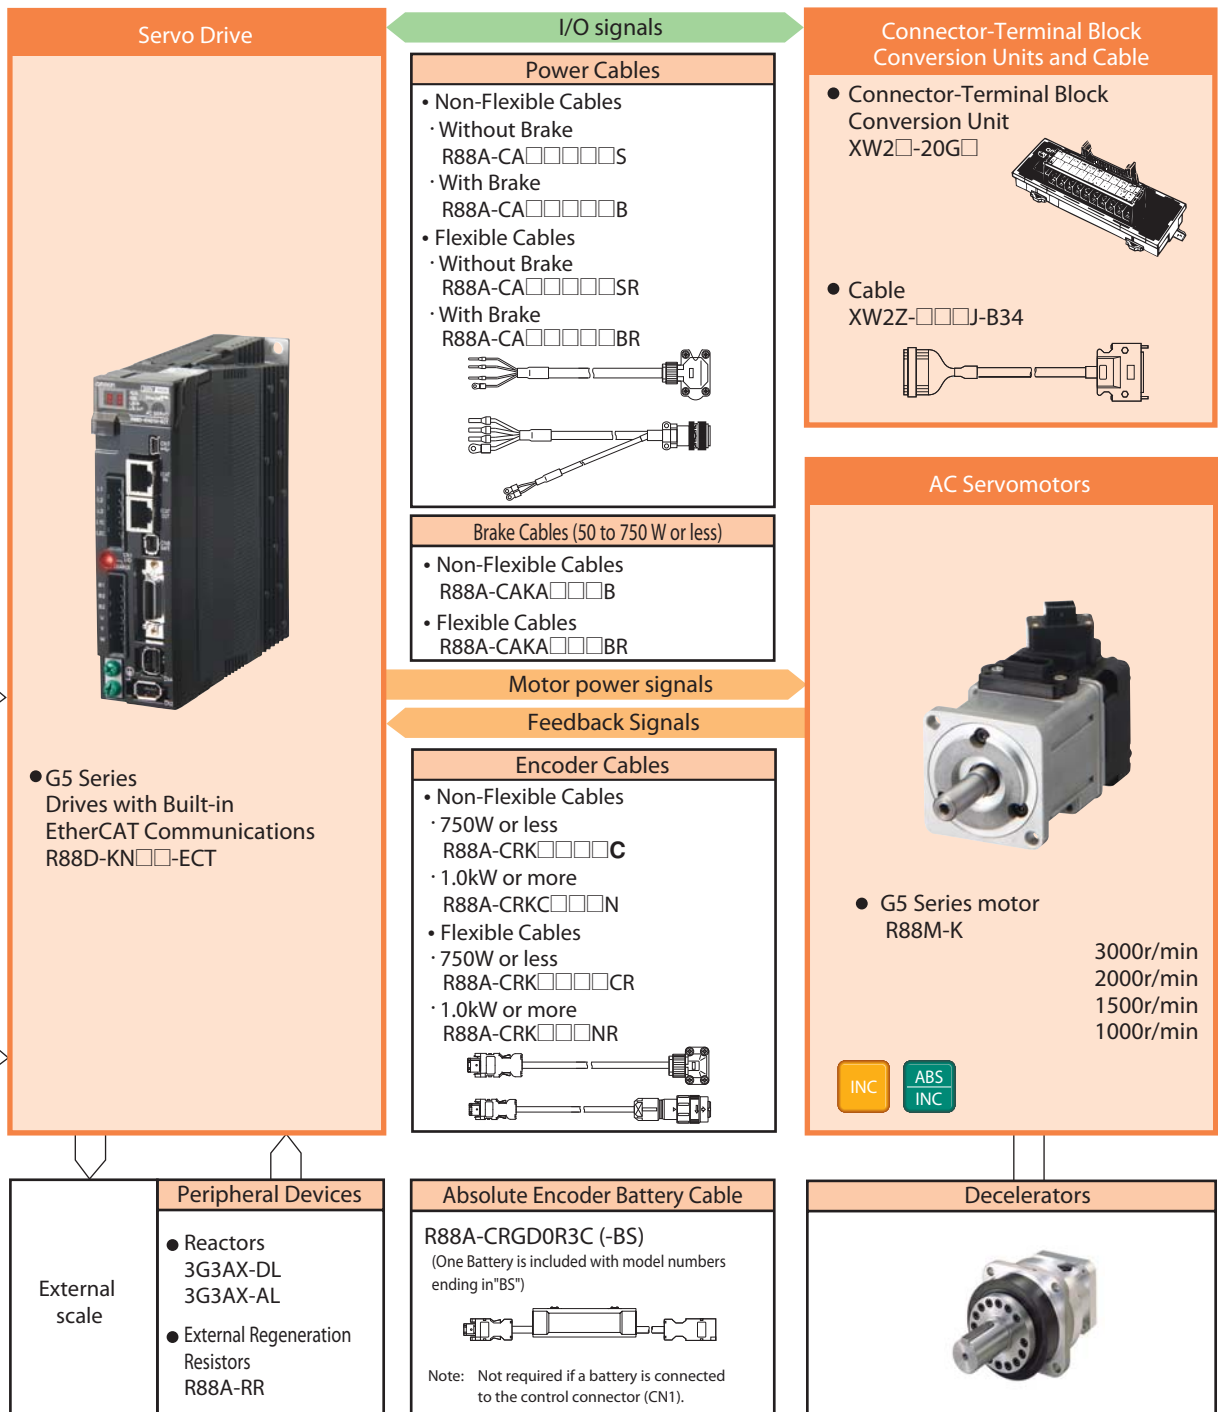 Servo Drive
G5 Series
Drives with Built-in
EtherCAT Communications
R88D-KN□□-ECT
I/O signals
Power Cables
• Non-Flexible Cables
· Without Brake
R88A-CA□□□□□S
· With Brake
R88A-CA□□□□□B
• Flexible Cables
· Without Brake
R88A-CA□□□□□SR
· With Brake
R88A-CA□□□□□BR
Brake Cables (50 to 750 W or less)
• Non-Flexible Cables
R88A-CAKA□□□B
• Flexible Cables
R88A-CAKA□□□BR
Motor power signals
Feedback Signals
Encoder Cables
• Non-Flexible Cables
· 750W or less
R88A-CRK□□□□C
· 1.0kW or more
R88A-CRKC□□□N
• Flexible Cables
· 750W or less
R88A-CRK□□□□CR
· 1.0kW or more
R88A-CRK□□□NR
Connector-Terminal Block
Conversion Units and Cable
● Connector-Terminal Block
Conversion Unit
XW2□-20G□
● Cable
XW2Z-□□□J-B34
AC Servomotors
● G5 Series motor
R88M-K
3000r/min
2000r/min
1500r/min
1000r/min
INC
ABS
INC
External
scale
Peripheral Devices
● Reactors
3G3AX-DL
3G3AX-AL
● External Regeneration
Resistors
R88A-RR
Absolute Encoder Battery Cable
R88A-CRGD0R3C (-BS)
(One Battery is included with model numbers
ending in"BS")
Note: Not required if a battery is connected
to the control connector (CN1).
Decelerators